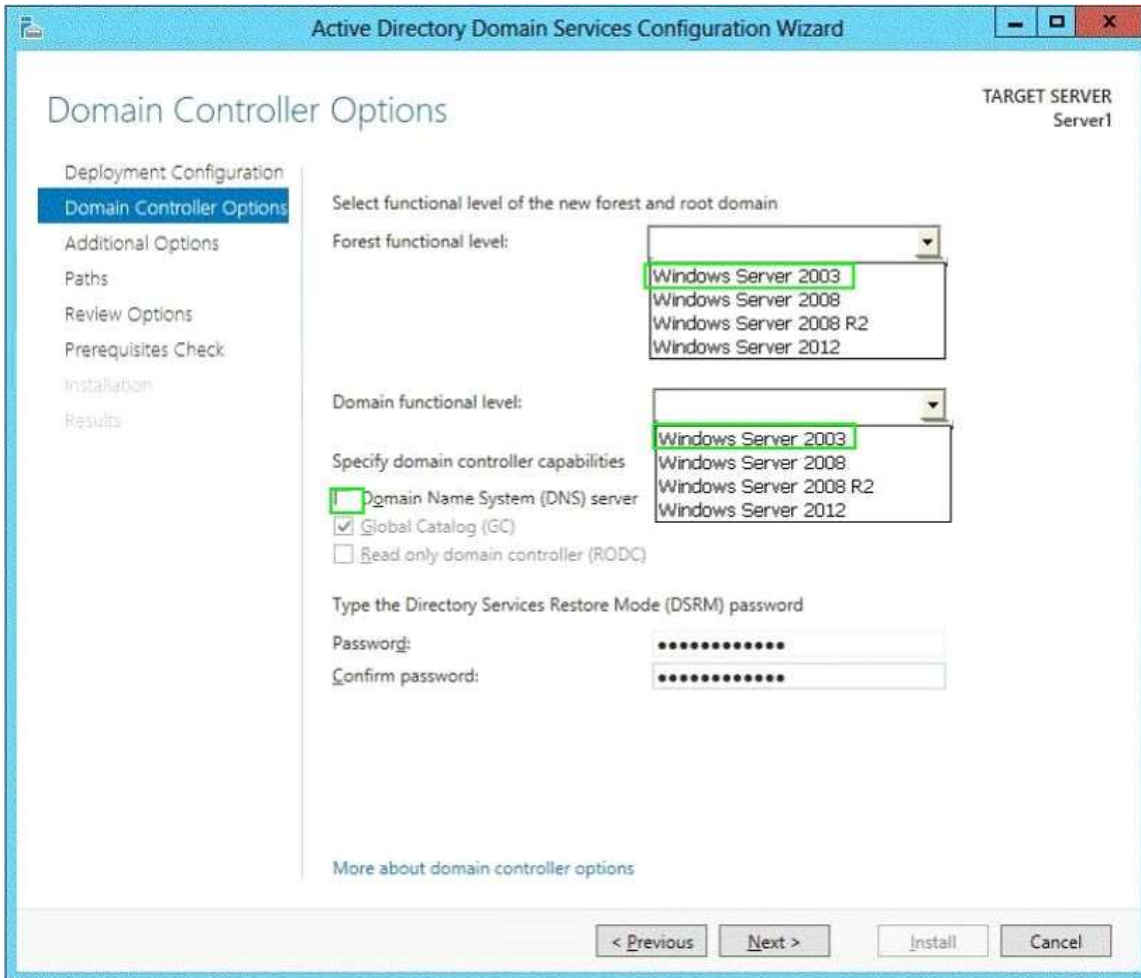 Active Directory Domain Services Configuration Wizard
Domain Controller Options
TARGET SERVER
Server1
Deployment Configuration
Domain Controller Options
Additional Options
Paths
Review Options
Prerequisites Check
Installation
Results
Select functional level of the new forest and root domain
Forest functional level:
Windows Server 2003
Windows Server 2008
Windows Server 2008 R2
Windows Server 2012
Domain functional level:
Windows Server 2003
Windows Server 2008
Windows Server 2008 R2
Windows Server 2012
Specify domain controller capabilities
Domain Name System (DNS) server
Global Catalog (GC)
Read only domain controller (RODC)
Type the Directory Services Restore Mode (DSRM) password
Password: ••••••••••••
Confirm password: ••••••••••••
More about domain controller options
< Previous
Next >
Install
Cancel